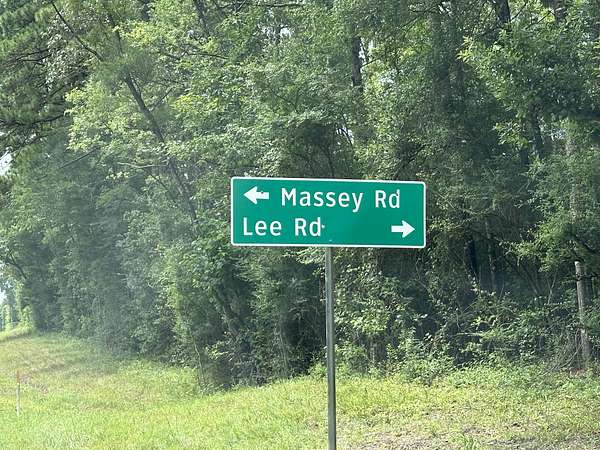 ← Massey Rd
Lee Rd →